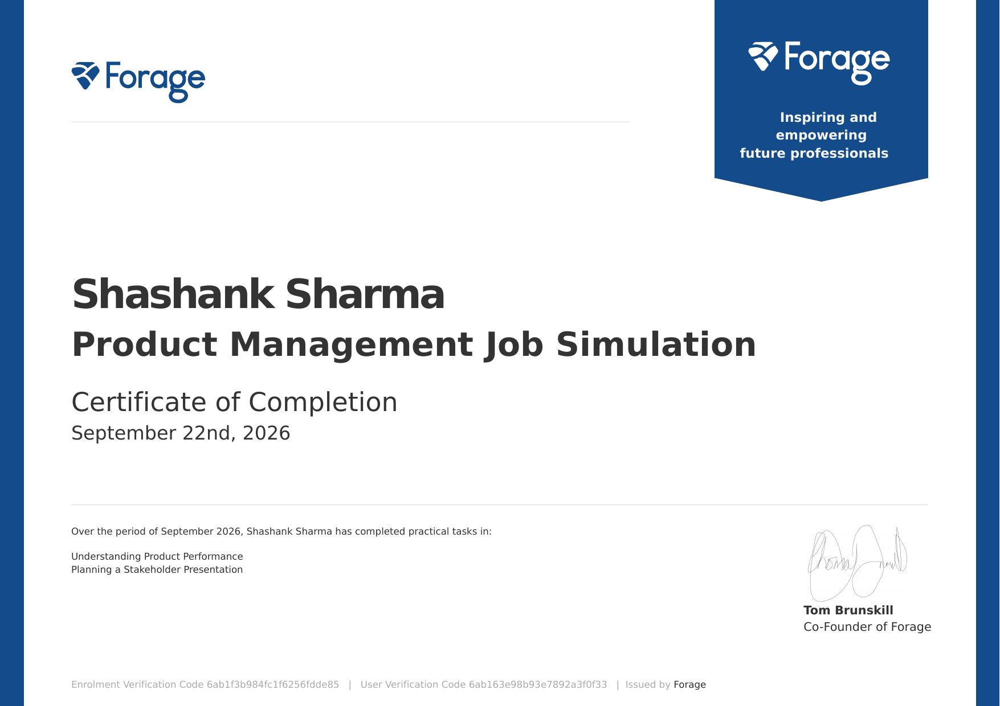 Forage
Forage
Inspiring and
empowering
future professionals
Shashank Sharma
Product Management Job Simulation
Certificate of Completion
September 22nd, 2026
Over the period of September 2026, Shashank Sharma has completed practical tasks in:
Understanding Product Performance
Planning a Stakeholder Presentation
Tom Brunskill
Co-Founder of Forage
Enrolment Verification Code 6ab1f3b984fc1f6256fdde85 | User Verification Code 6ab163e98b93e7892a3f0f33 | Issued by Forage